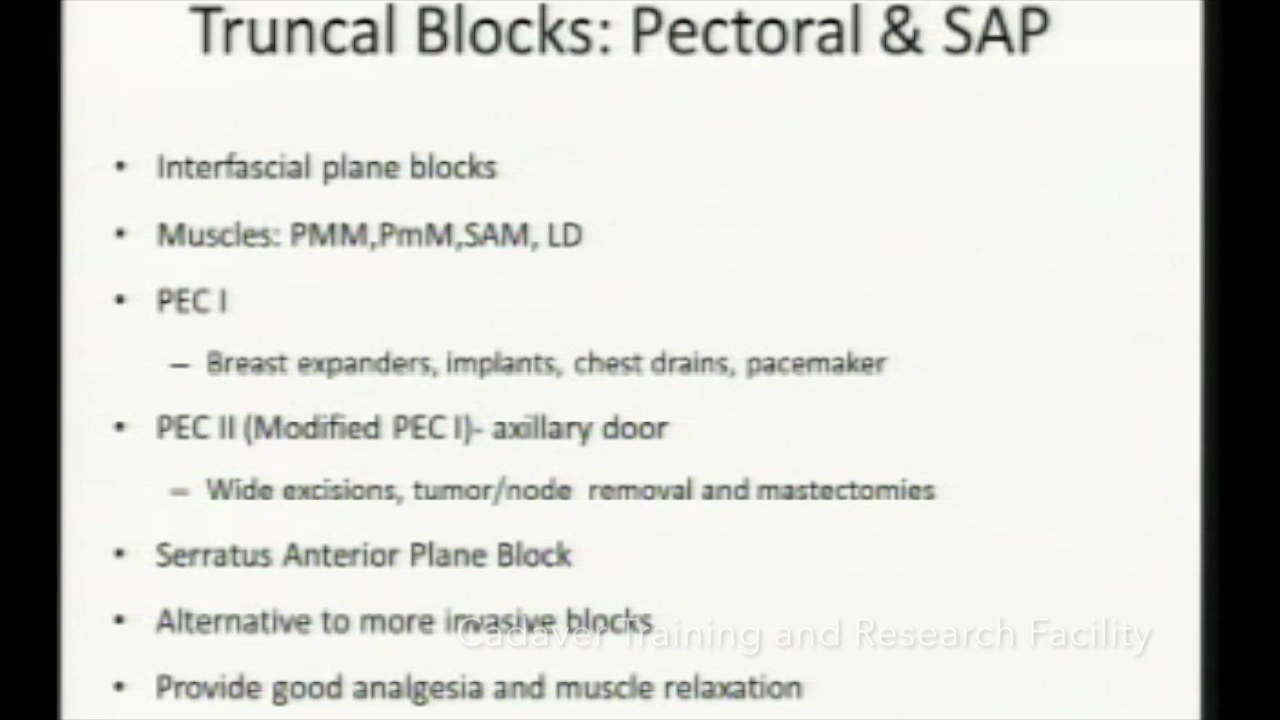 Truncal Blocks: Pectoral & SAP
• Interfascial plane blocks
• Muscles: PMM,PmM,SAM, LD
• PEC I
– Breast expanders, implants, chest drains, pacemaker
• PEC II (Modified PEC I)- axillary door
– Wide excisions, tumor/node removal and mastectomies
• Serratus Anterior Plane Block
• Alternative to more invasive blocks
Cadaver Training and Research Facility
• Provide good analgesia and muscle relaxation